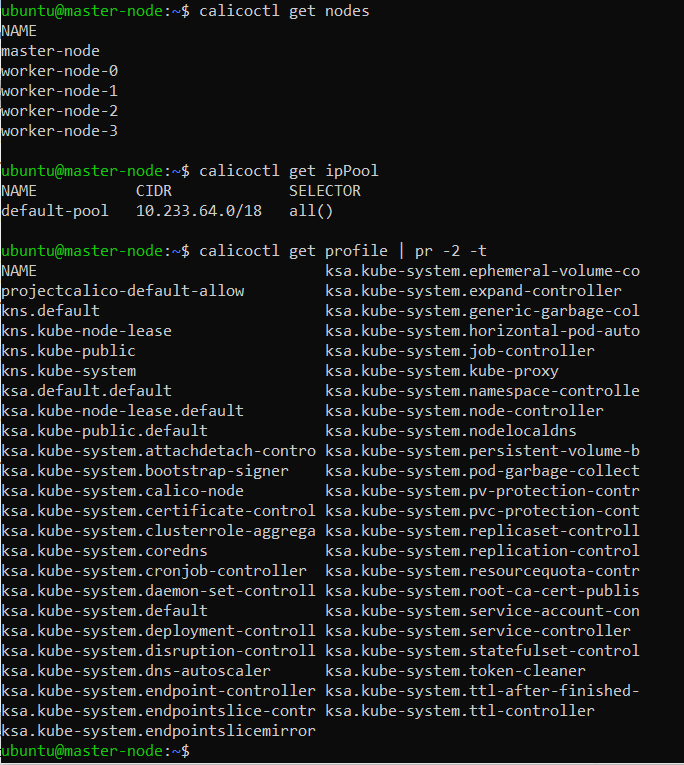 ubuntu@master-node:~$ calicoctl get nodes
NAME
master-node
worker-node-0
worker-node-1
worker-node-2
worker-node-3
ubuntu@master-node:~$ calicoctl get ipPool
NAME            CIDR             SELECTOR
default-pool    10.233.64.0/18   all()
ubuntu@master-node:~$ calicoctl get profile | pr -2 -t
NAME                                ksa.kube-system.ephemeral-volume-co
projectcalico-default-allow         ksa.kube-system.expand-controller
kns.default                         ksa.kube-system.generic-garbage-col
kns.kube-node-lease                 ksa.kube-system.horizontal-pod-auto
kns.kube-public                     ksa.kube-system.job-controller
kns.kube-system                     ksa.kube-system.kube-proxy
ksa.default.default                 ksa.kube-system.namespace-controlle
ksa.kube-node-lease.default         ksa.kube-system.node-controller
ksa.kube-public.default             ksa.kube-system.nodelocaldns
ksa.kube-system.attachdetach-contro ksa.kube-system.persistent-volume-b
ksa.kube-system.bootstrap-signer    ksa.kube-system.pod-garbage-collect
ksa.kube-system.calico-node         ksa.kube-system.pv-protection-contr
ksa.kube-system.certificate-control ksa.kube-system.pvc-protection-cont
ksa.kube-system.clusterrole-aggrega ksa.kube-system.replicaset-controll
ksa.kube-system.coredns             ksa.kube-system.replication-control
ksa.kube-system.cronjob-controller  ksa.kube-system.resourcequota-contr
ksa.kube-system.daemon-set-controll ksa.kube-system.root-ca-cert-publis
ksa.kube-system.default             ksa.kube-system.service-account-con
ksa.kube-system.deployment-controll ksa.kube-system.service-controller
ksa.kube-system.disruption-controll ksa.kube-system.statefulset-control
ksa.kube-system.dns-autoscaler      ksa.kube-system.token-cleaner
ksa.kube-system.endpoint-controller ksa.kube-system.ttl-after-finished-
ksa.kube-system.endpointslice-contr ksa.kube-system.ttl-controller
ksa.kube-system.endpointslicemirror
ubuntu@master-node:~$